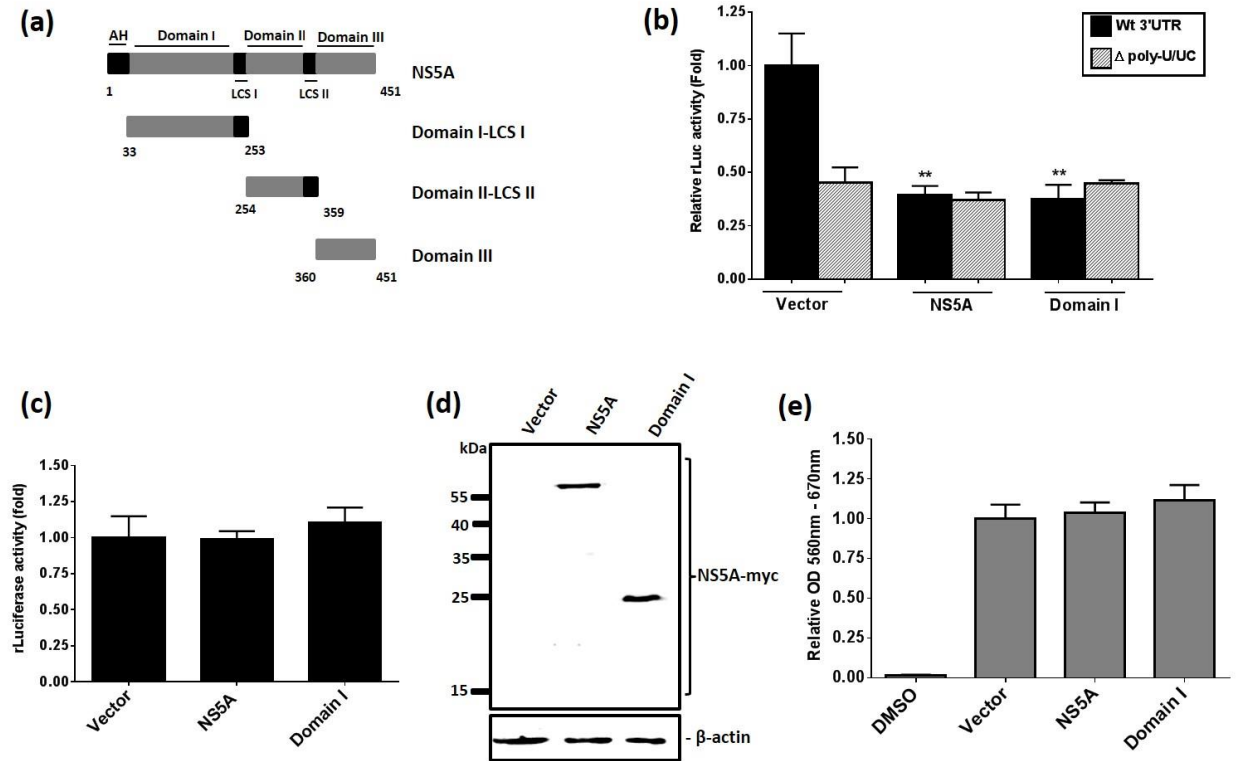 (a)
AH Domain I Domain II Domain III
NS5A
1 LCS I LCS II 451
Domain I-LCS I
33 253
Domain II-LCS II
254 359
Domain III
360 451
(b)
Wt 3'UTR
Δ poly-U/UC
Relative rLuc activity (Fold)
1.25
1.00
0.75
0.50
0.25
0.00
** **
Vector NS5A Domain I
(c)
rLuciferase activity (fold)
1.50
1.25
1.00
0.75
0.50
0.25
0.00
Vector NS5A Domain I
(d)
Vector NS5A Domain I
kDa
55
40
35
25
15
NS5A-myc
- β-actin
(e)
Relative OD 560nm - 670nm
1.50
1.25
1.00
0.75
0.50
0.25
0.00
DMSO Vector NS5A Domain I